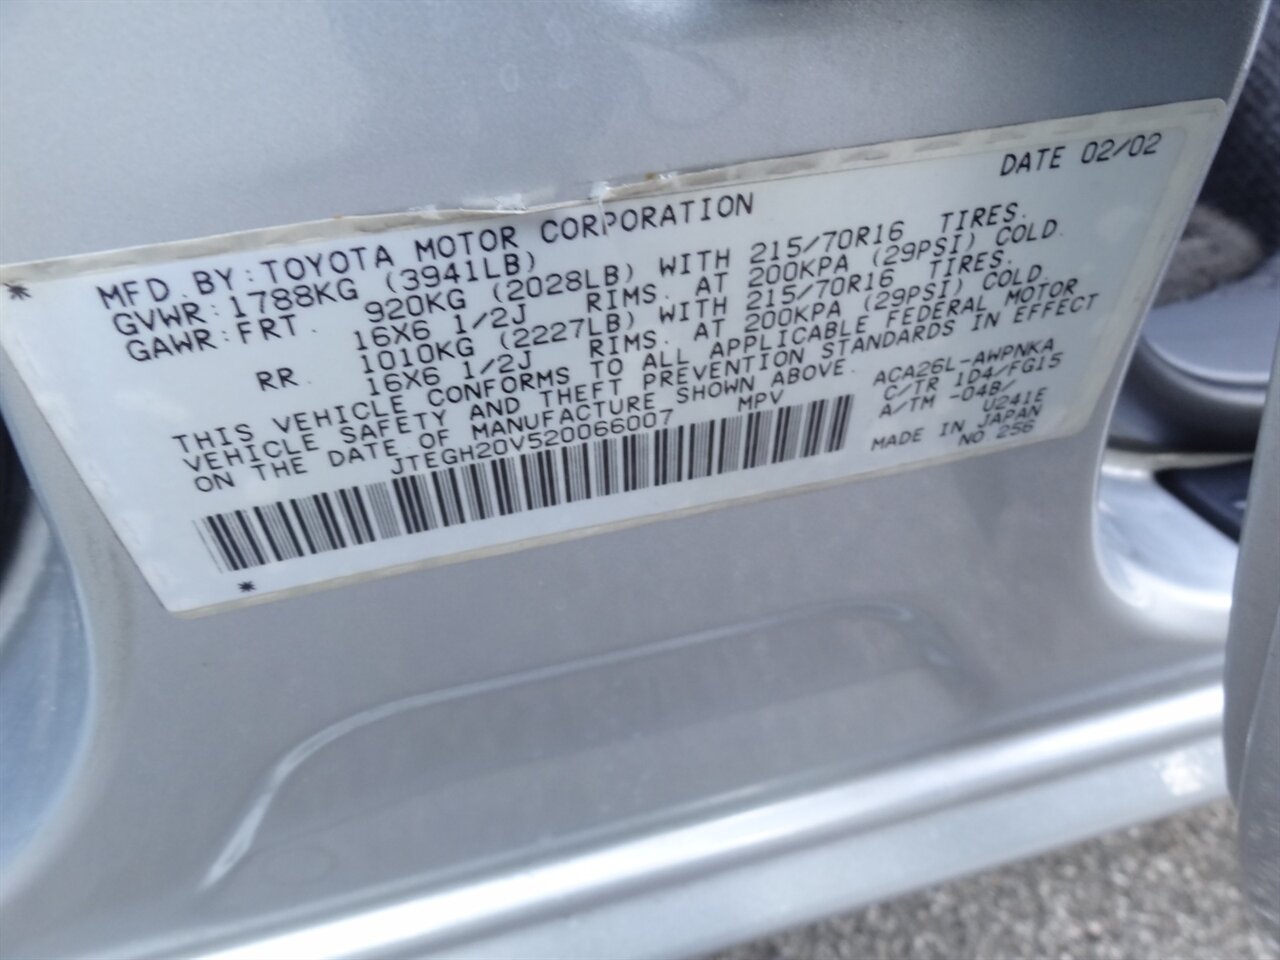 DATE 02/02
MFD. BY: TOYOTA MOTOR CORPORATION
GVWR: 1788KG (3941LB)
GAWR: FRT. 920KG (2028LB) WITH 215/70R16 TIRES.
16X6 1/2J RIMS. AT 200KPA (29PSI) COLD.
RR. 1010KG (2227LB) WITH 215/70R16 TIRES.
16X6 1/2J RIMS. AT 200KPA (29PSI) COLD.
THIS VEHICLE CONFORMS TO ALL APPLICABLE FEDERAL MOTOR
VEHICLE SAFETY AND THEFT PREVENTION STANDARDS IN EFFECT
ON THE DATE OF MANUFACTURE SHOWN ABOVE.
JTEGH20V520066007 MPV
ACA26L-AWPNKA
C/TR 1D4/FG15
A/TM -04B/
U241E
MADE IN JAPAN
NO 256